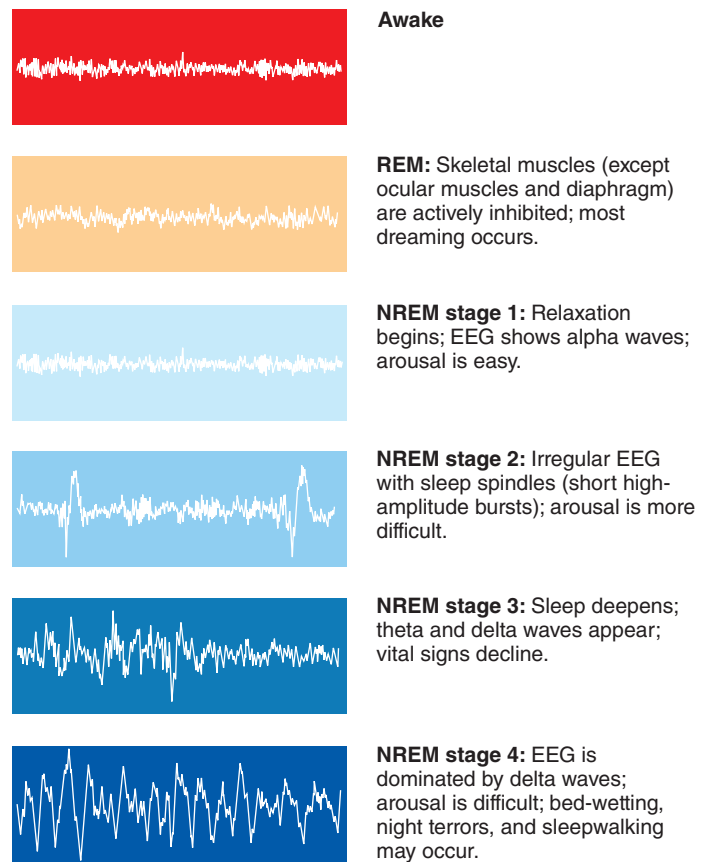 Awake
REM: Skeletal muscles (except
ocular muscles and diaphragm)
are actively inhibited; most
dreaming occurs.
NREM stage 1: Relaxation
begins; EEG shows alpha waves;
arousal is easy.
NREM stage 2: Irregular EEG
with sleep spindles (short high-
amplitude bursts); arousal is more
difficult.
NREM stage 3: Sleep deepens;
theta and delta waves appear;
vital signs decline.
NREM stage 4: EEG is
dominated by delta waves;
arousal is difficult; bed-wetting,
night terrors, and sleepwalking
may occur.